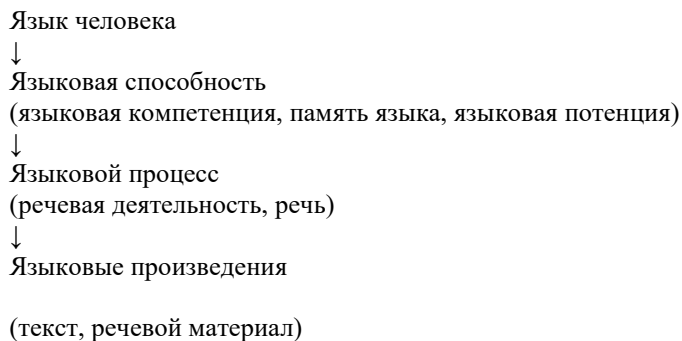 Язык человека
↓
Языковая способность
(языковая компетенция, память языка, языковая потенция)
↓
Языковой процесс
(речевая деятельность, речь)
↓
Языковые произведения
(текст, речевой материал)